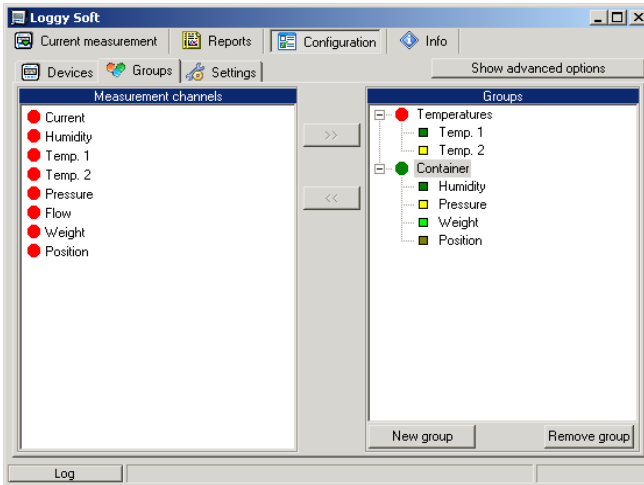 Loggy Soft
Current measurement Reports Configuration Info
Devices Groups Settings Show advanced options
Measurement channels
Current
Humidity
Temp. 1
Temp. 2
Pressure
Flow
Weight
Position
>>
<<
Groups
Temperatures
Temp. 1
Temp. 2
Container
Humidity
Pressure
Weight
Position
New group Remove group
Log